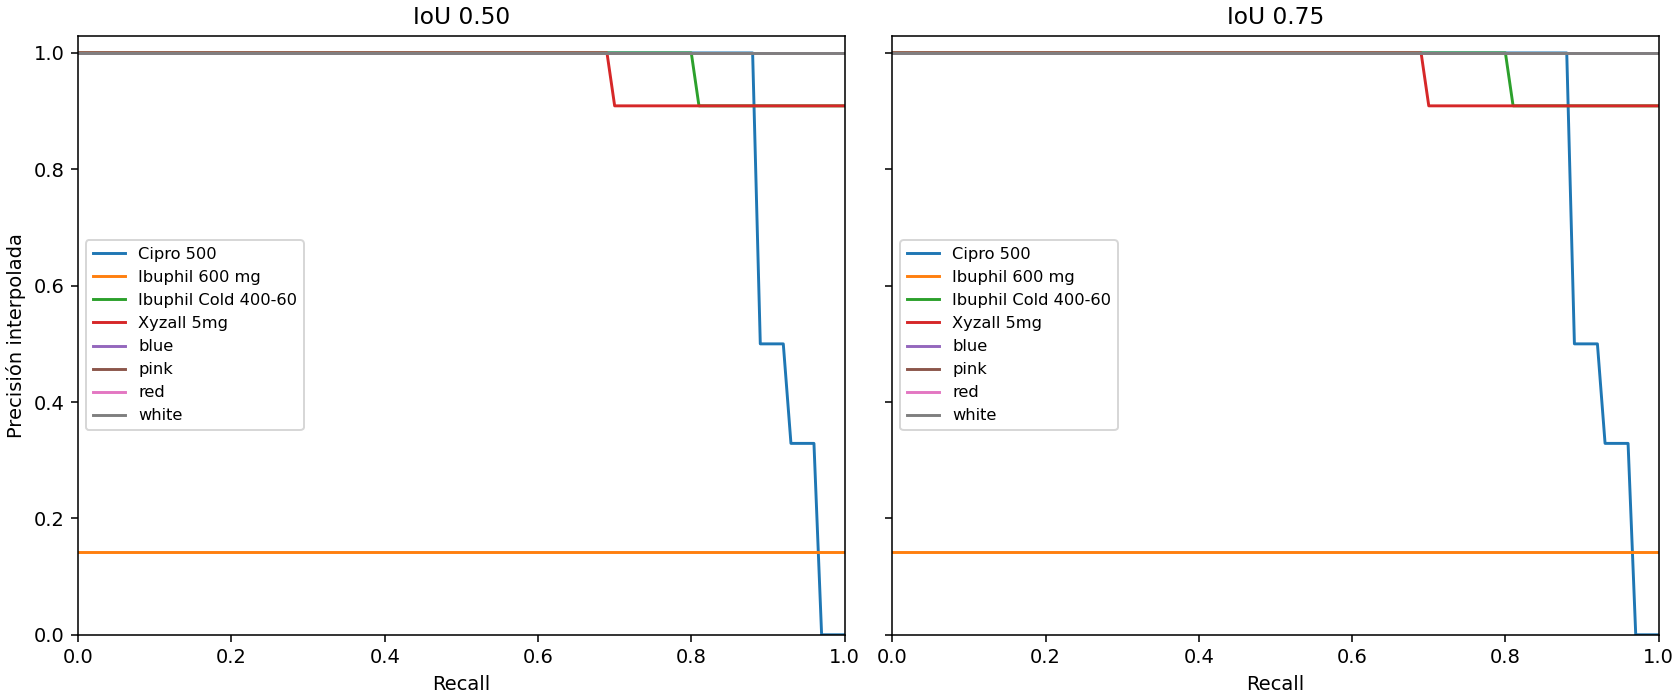 IoU 0.50
1.0
0.8
0.6
0.4
0.2
0.0
Precisión interpolada
Cipro 500
Ibuphil 600 mg
Ibuphil Cold 400-60
Xyzall 5mg
blue
pink
red
white
0.0 0.2 0.4 0.6 0.8 1.0
Recall
IoU 0.75
Cipro 500
Ibuphil 600 mg
Ibuphil Cold 400-60
Xyzall 5mg
blue
pink
red
white
0.0 0.2 0.4 0.6 0.8 1.0
Recall